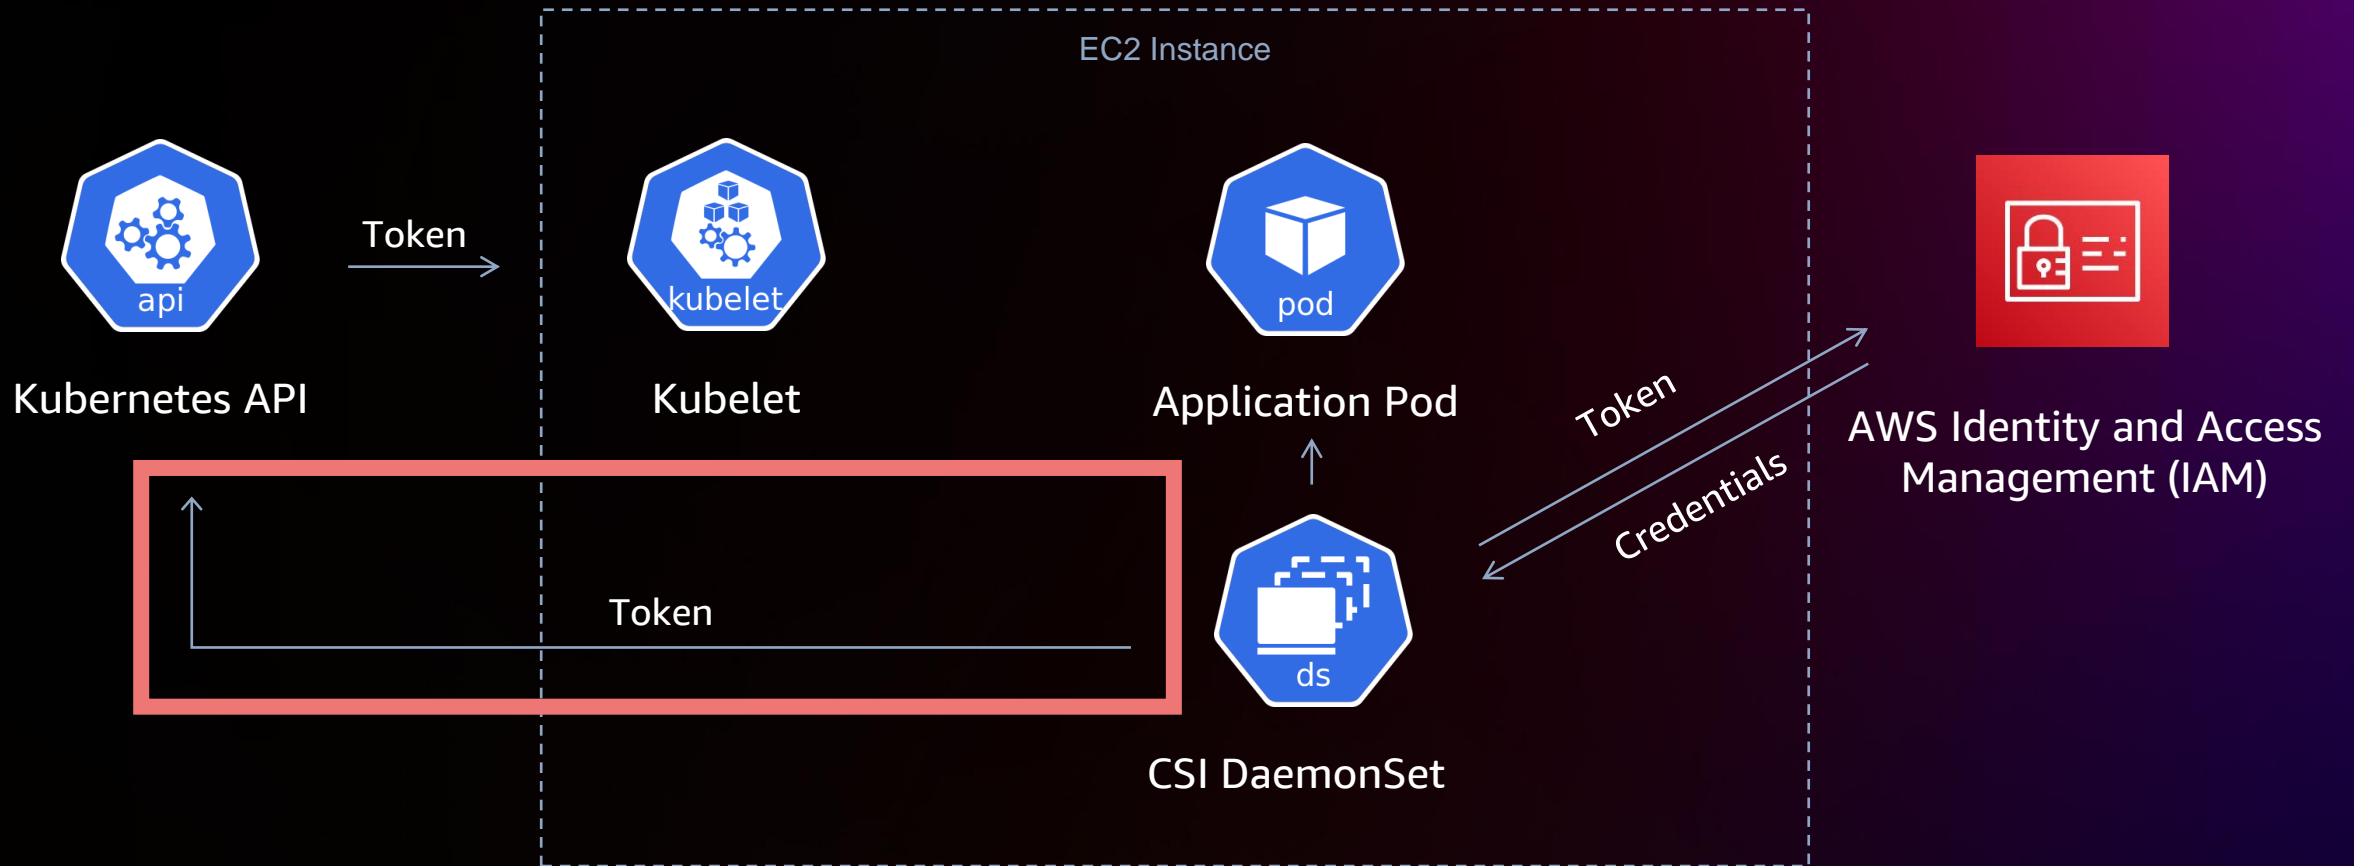 EC2 Instance
api
Token
kubelet
pod
Kubernetes API
Kubelet
Application Pod
Token
Credentials
AWS Identity and Access
Management (IAM)
Token
ds
CSI DaemonSet